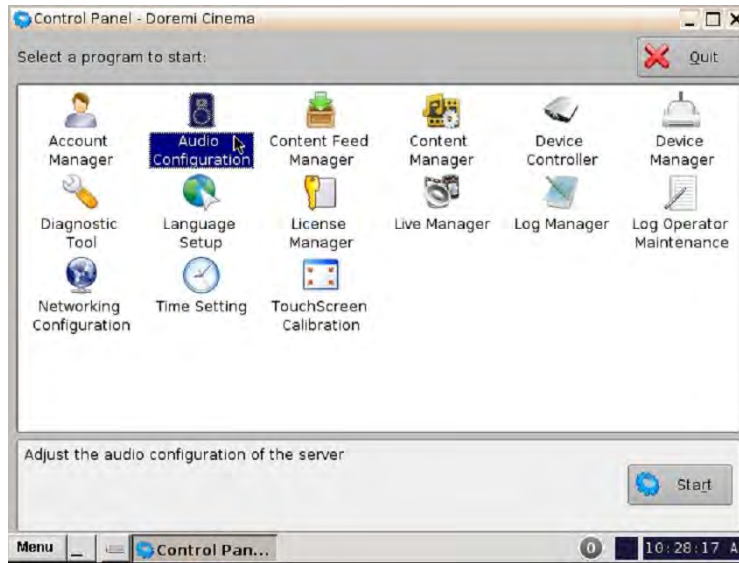 Control Panel - Doremi Cinema
Select a program to start:
Quit
Account Manager
Audio Configuration
Content Feed Manager
Content Manager
Device Controller
Device Manager
Diagnostic Tool
Language Setup
License Manager
Live Manager
Log Manager
Log Operator Maintenance
Networking Configuration
Time Setting
TouchScreen Calibration
Adjust the audio configuration of the server
Start
Menu
Control Pan...
0
10:28:17 A